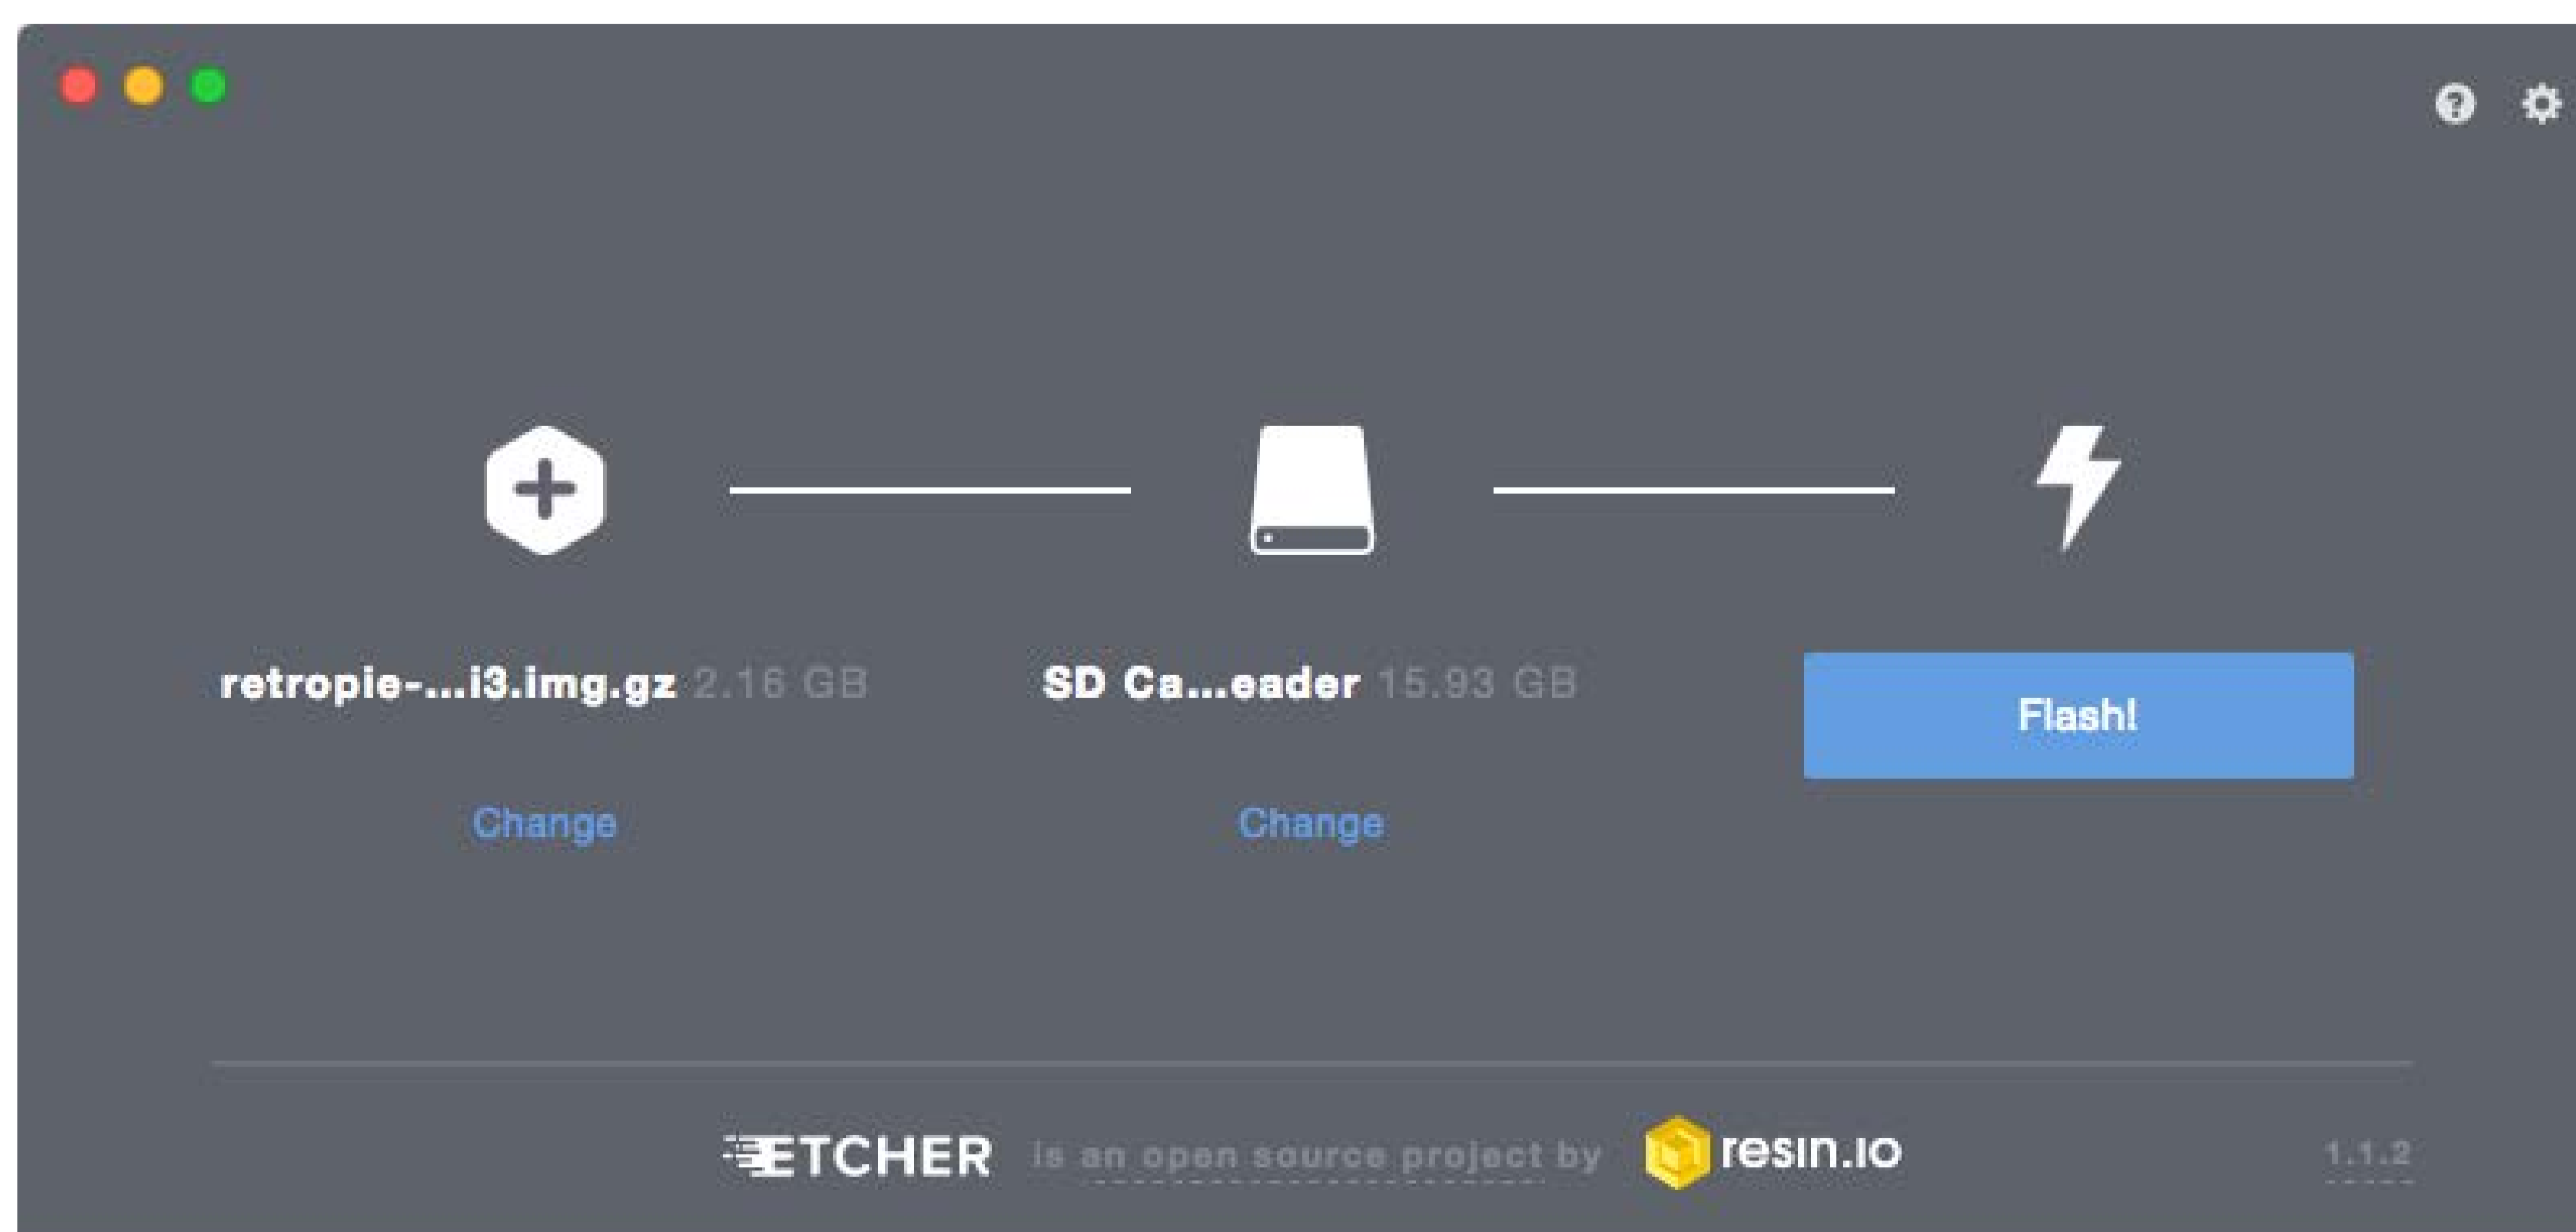 retropie-...i3.img.gz 2.16 GB
SD Ca...eader 15.93 GB
Flash!
Change
Change
ETCHER is an open source project by resin.io
1.1.2